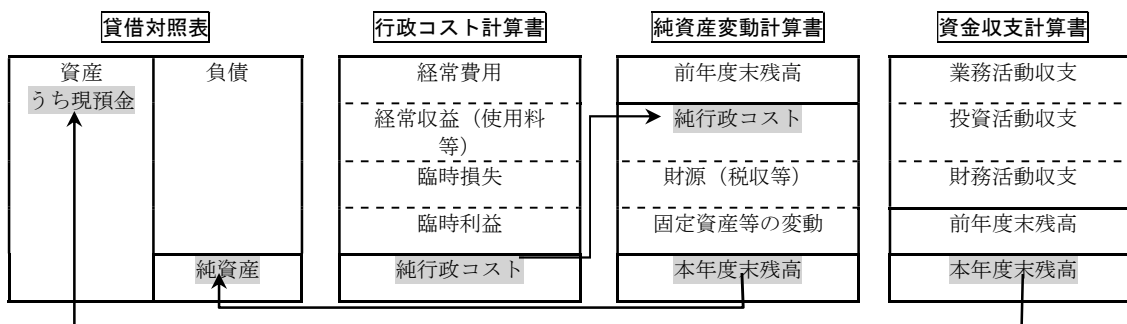 貸借対照表
資産
うち現預金
負債
純資産
行政コスト計算書
経常費用
経常収益（使用料
等）
臨時損失
臨時利益
純行政コスト
純資産変動計算書
前年度末残高
純行政コスト
財源（税収等）
固定資産等の変動
本年度末残高
資金収支計算書
業務活動収支
投資活動収支
財務活動収支
前年度末残高
本年度末残高